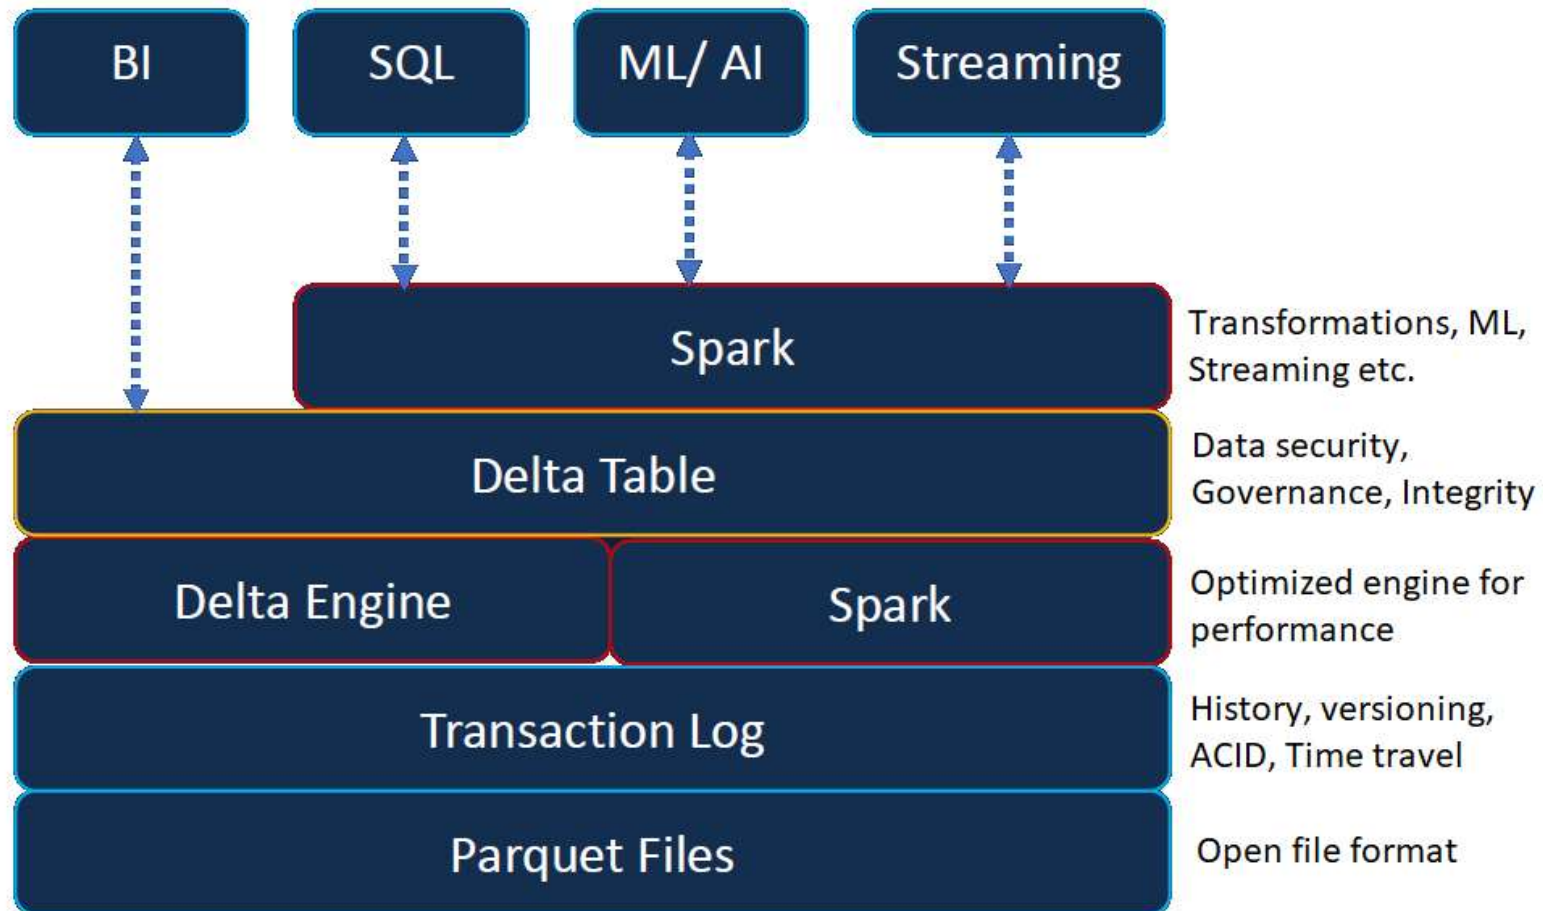 BI
SQL
ML/ AI
Streaming
Spark
Transformations, ML,
Streaming etc.
Delta Table
Data security,
Governance, Integrity
Delta Engine
Spark
Optimized engine for
performance
Transaction Log
History, versioning,
ACID, Time travel
Parquet Files
Open file format